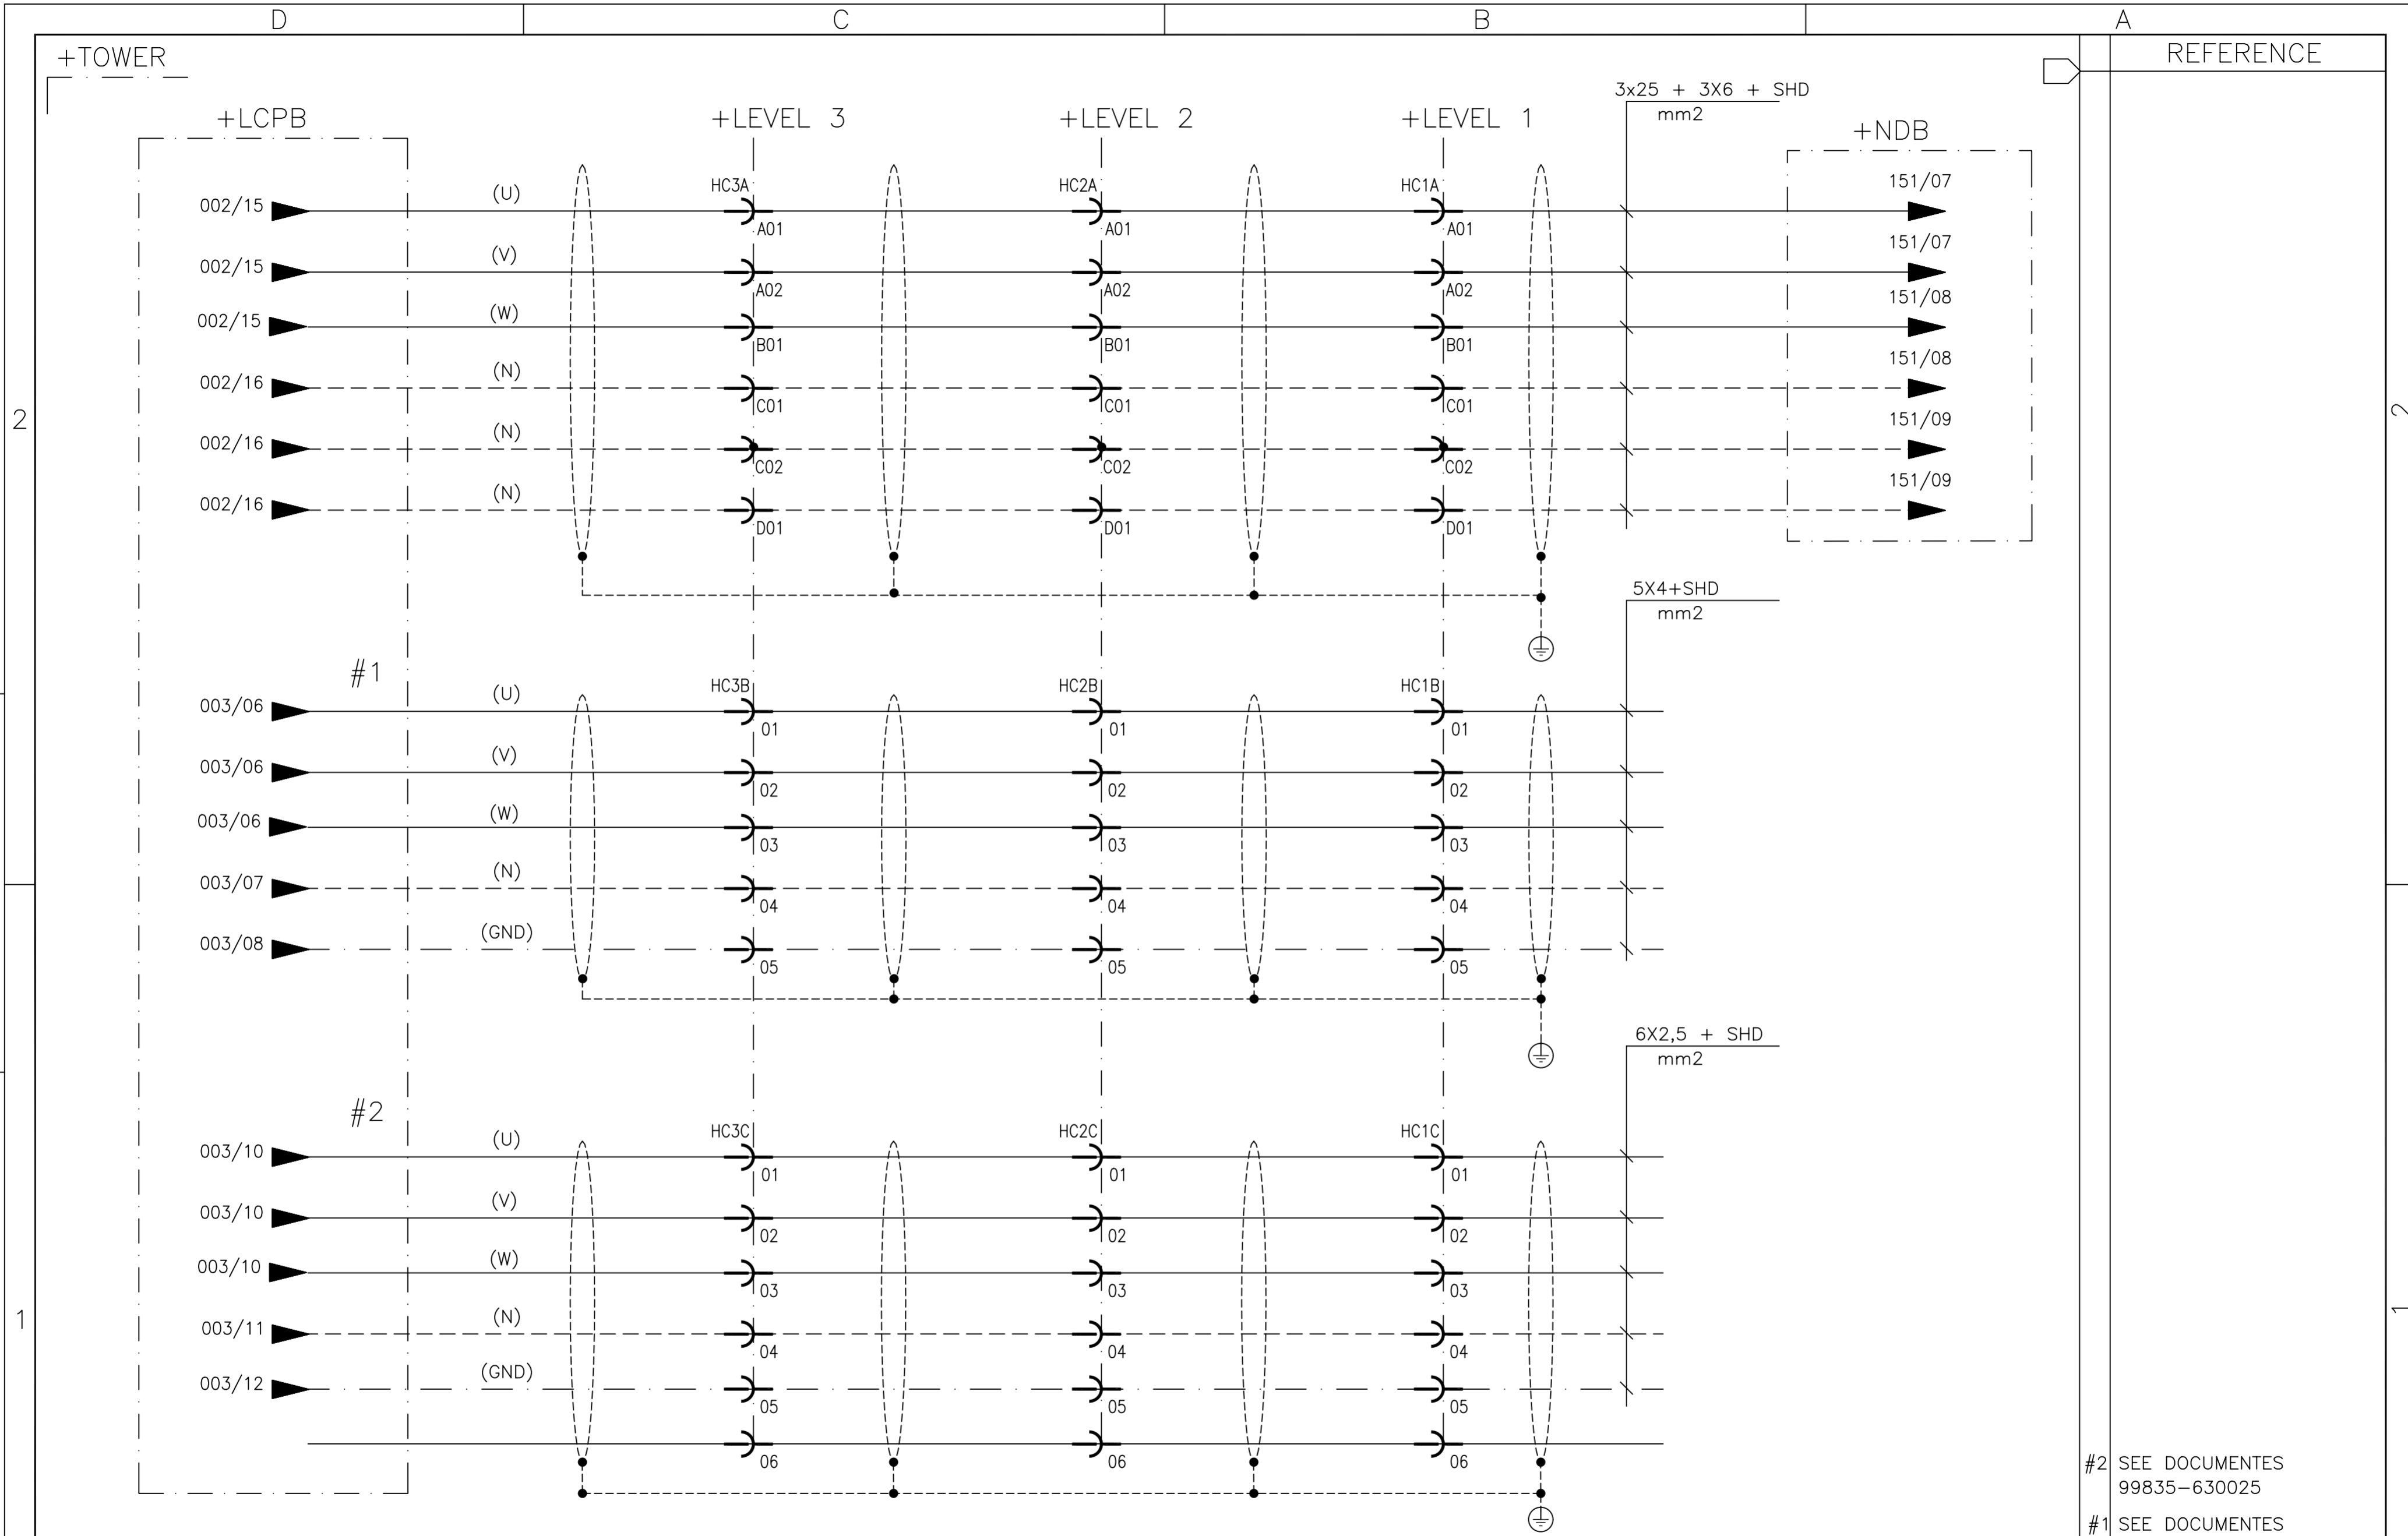 D C B A
+TOWER
REFERENCE
3x25 + 3X6 + SHD
mm2
+LCPB +LEVEL 3 +LEVEL 2 +LEVEL 1 +NDB
HC3A HC2A HC1A
002/15 (U) 151/07
A01 A01 A01
002/15 (V) 151/07
A02 A02 A02
002/15 (W) 151/08
B01 B01 B01
002/16 (N) 151/08
C01 C01 C01
2 2
002/16 (N) 151/09
C02 C02 C02
002/16 (N) 151/09
D01 D01 D01
5X4+SHD
mm2
#1
HC3B HC2B HC1B
003/06 (U)
01 01 01
003/06 (V)
02 02 02
003/06 (W)
03 03 03
003/07 (N)
04 04 04
003/08 (GND)
05 05 05
6X2,5 + SHD
mm2
#2
HC3C HC2C HC1C
003/10 (U)
01 01 01
003/10 (V)
02 02 02
003/10 (W)
03 03 03
1 1
003/11 (N)
04 04 04
003/12 (GND)
05 05 05
06 06 06
#2 SEE DOCUMENTES
99835-630025
#1 SEE DOCUMENTES